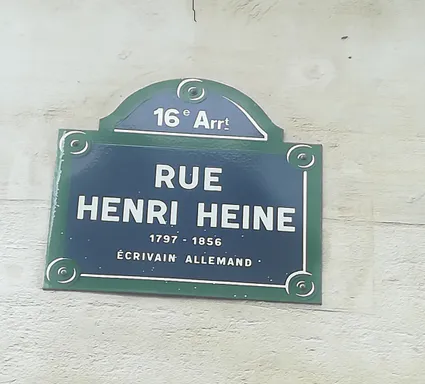 16e Arrt
RUE
HENRI HEINE
1797 - 1856
ÉCRIVAIN ALLEMAND